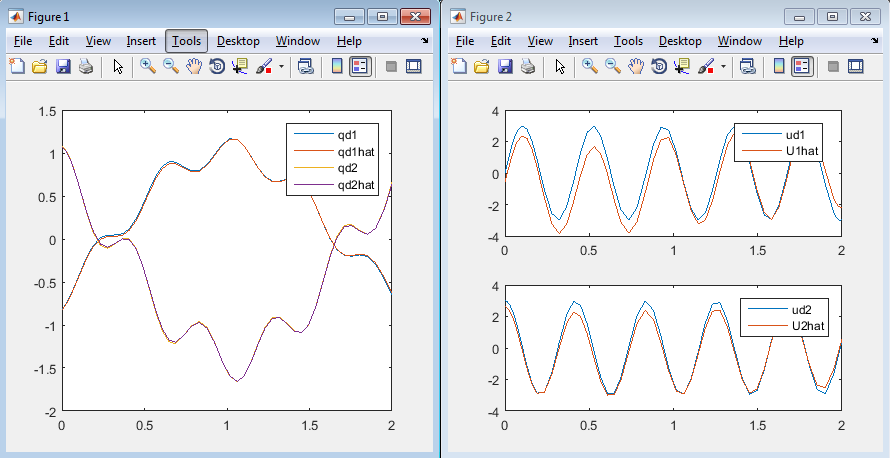 Figure 1
File Edit View Insert Tools Desktop Window Help
1.5
1
0.5
0
-0.5
-1
-1.5
-2
0 0.5 1 1.5 2
qd1
qd1hat
qd2
qd2hat
Figure 2
File Edit View Insert Tools Desktop Window Help
4
2
0
-2
-4
0 0.5 1 1.5 2
ud1
U1hat
4
2
0
-2
-4
0 0.5 1 1.5 2
ud2
U2hat